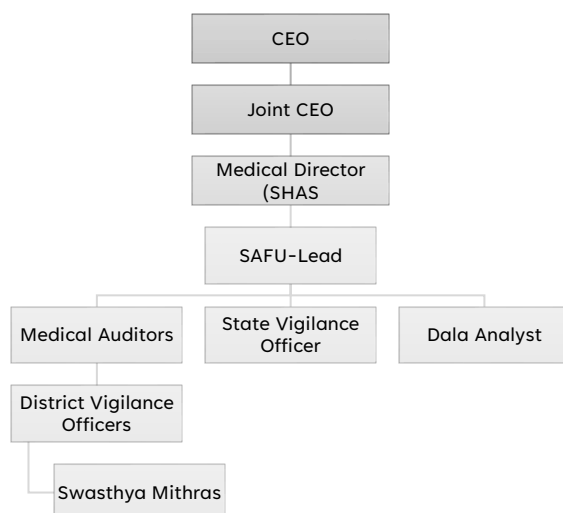 CEO
Joint CEO
Medical Director
(SHAS
SAFU-Lead
Medical Auditors
State Vigilance
Officer
Dala Analyst
District Vigilance
Officers
Swasthya Mithras